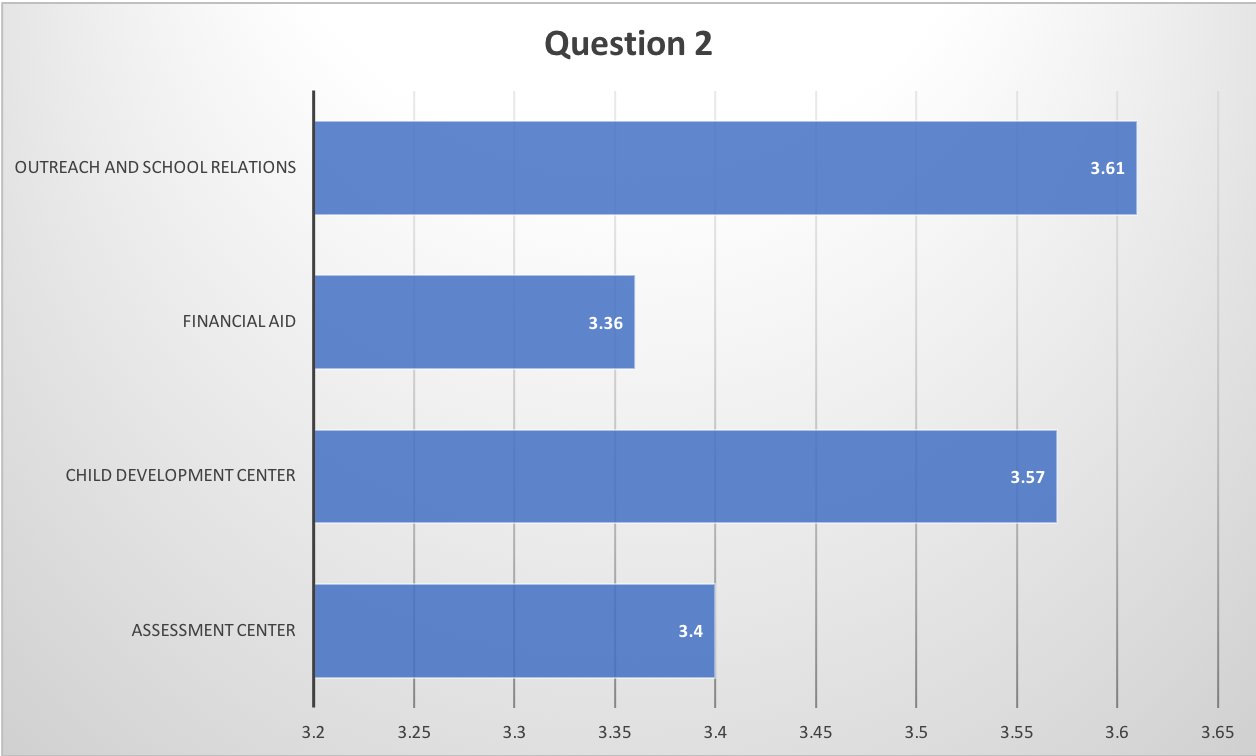 Question 2
OUTREACH AND SCHOOL RELATIONS
3.61
FINANCIAL AID
3.36
CHILD DEVELOPMENT CENTER
3.57
ASSESSMENT CENTER
3.4
3.2 3.25 3.3 3.35 3.4 3.45 3.5 3.55 3.6 3.65